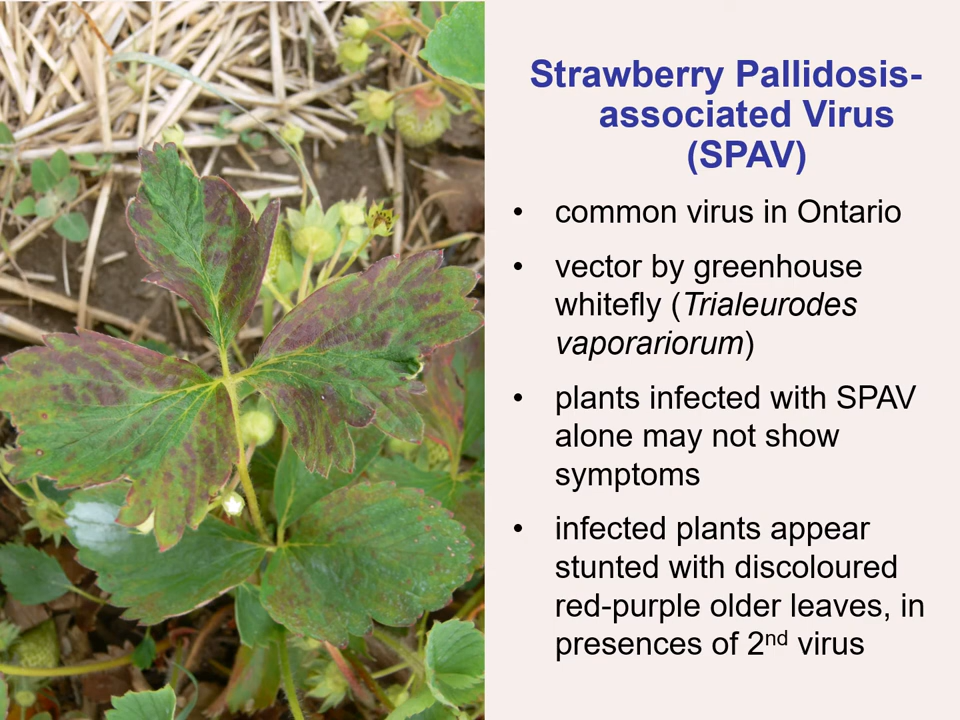 Strawberry Pallidosis-
associated Virus
(SPAV)
• common virus in Ontario
• vector by greenhouse
whitefly (Trialeurodes
vaporariorum)
• plants infected with SPAV
alone may not show
symptoms
• infected plants appear
stunted with discoloured
red-purple older leaves, in
presences of 2nd virus